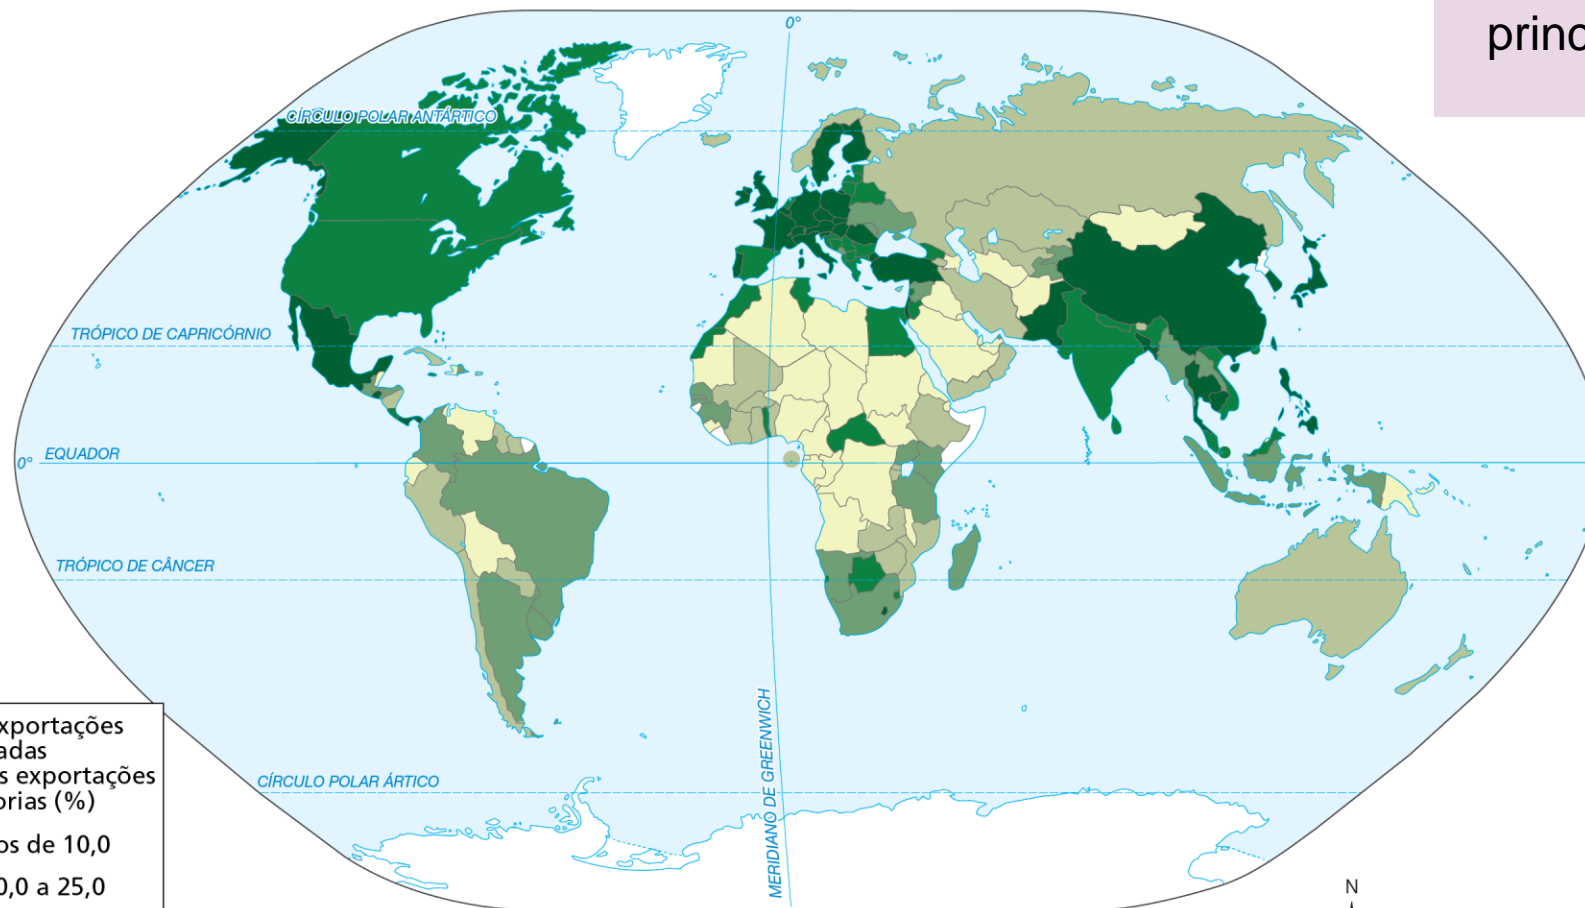 princ
0°
CÍRCULO POLAR ANTÁRTICO
TRÓPICO DE CAPRICÓRNIO
EQUADOR
0°
TRÓPICO DE CÂNCER
MERIDIANO DE GREENWICH
CÍRCULO POLAR ÁRTICO
xportações
adas
s exportações
orias (%)
os de 10,0
0,0 a 25,0
N